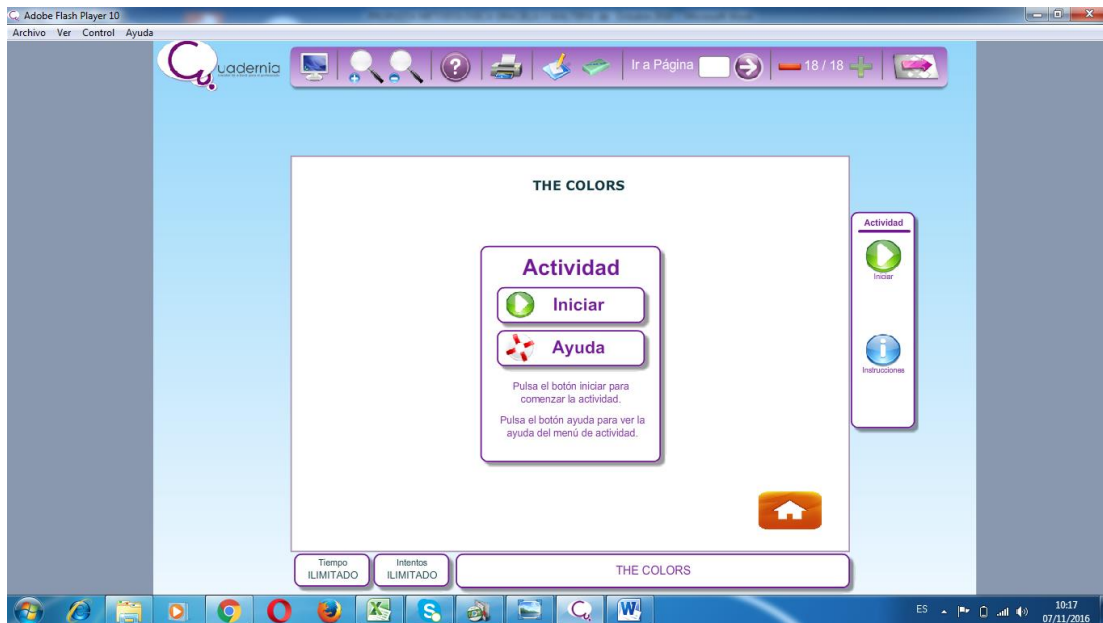 Adobe Flash Player 10
Archivo Ver Control Ayuda
Cuadernia
Ir a Página
18 / 18
THE COLORS
Actividad
Iniciar
Ayuda
Pulsa el botón iniciar para
comenzar la actividad.
Pulsa el botón ayuda para ver la
ayuda del menú de actividad.
Actividad
Iniciar
Instrucciones
Tiempo
ILIMITADO
Intentos
ILIMITADO
THE COLORS
ES
10:17
07/11/2016